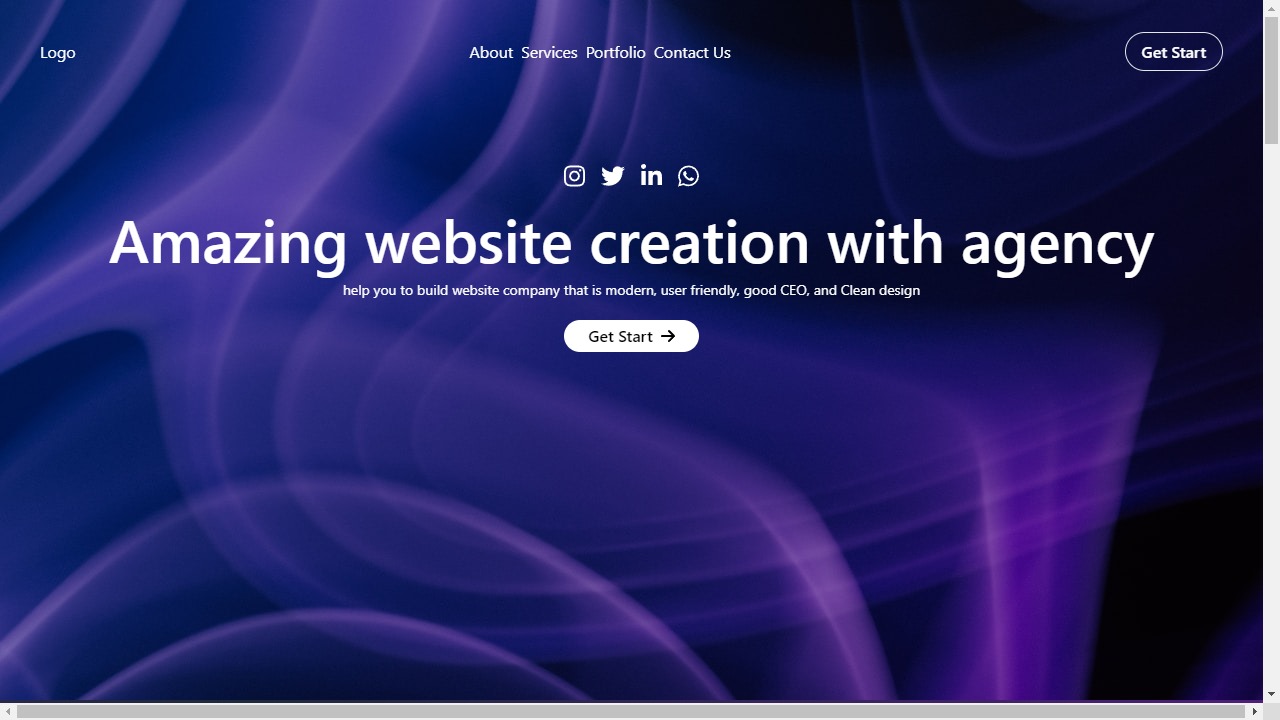 Logo
About Services Portfolio Contact Us
Get Start
Amazing website creation with agency
help you to build website company that is modern, user friendly, good CEO, and Clean design
Get Start